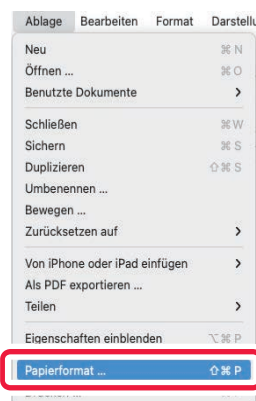 Ablage Bearbeiten Format Darstellu
Neu ⌘ N
Öffnen ... ⌘ O
Benutzte Dokumente >
Schließen ⌘ W
Sichern ⌘ S
Duplizieren ⇧ ⌘ S
Umbenennen ...
Bewegen ...
Zurücksetzen auf >
Von iPhone oder iPad einfügen >
Als PDF exportieren ...
Teilen >
Eigenschaften einblenden ⌥ ⌘ P
Papierformat ... ⇧ ⌘ P